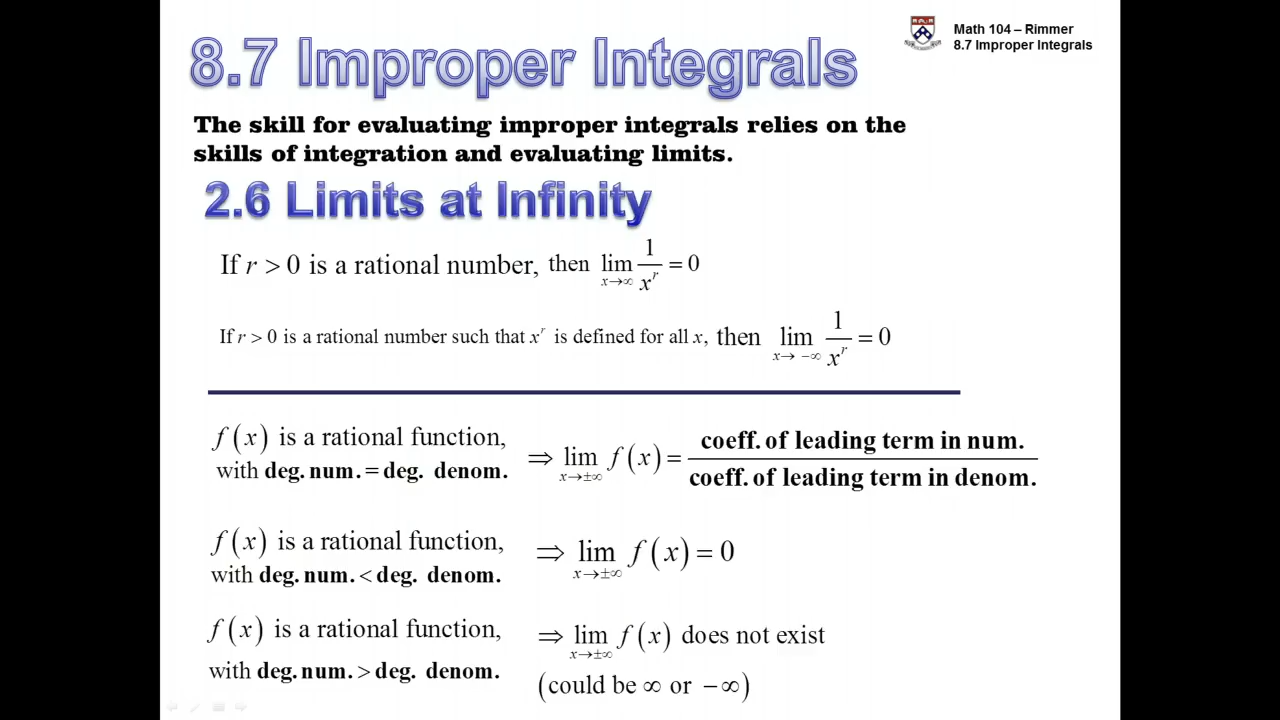 Math 104 – Rimmer
8.7 Improper Integrals
8.7 Improper Integrals
The skill for evaluating improper integrals relies on the
skills of integration and evaluating limits.
2.6 Limits at Infinity
If r > 0 is a rational number, then lim x→∞ 1/x^r = 0
If r > 0 is a rational number such that x^r is defined for all x, then lim x→ −∞ 1/x^r = 0
f(x) is a rational function,
with deg. num. = deg. denom.
⇒ lim x→±∞ f(x) = coeff. of leading term in num. / coeff. of leading term in denom.
f(x) is a rational function,
with deg. num. < deg. denom.
⇒ lim x→±∞ f(x) = 0
f(x) is a rational function,
with deg. num. > deg. denom.
⇒ lim x→±∞ f(x) does not exist
(could be ∞ or −∞)